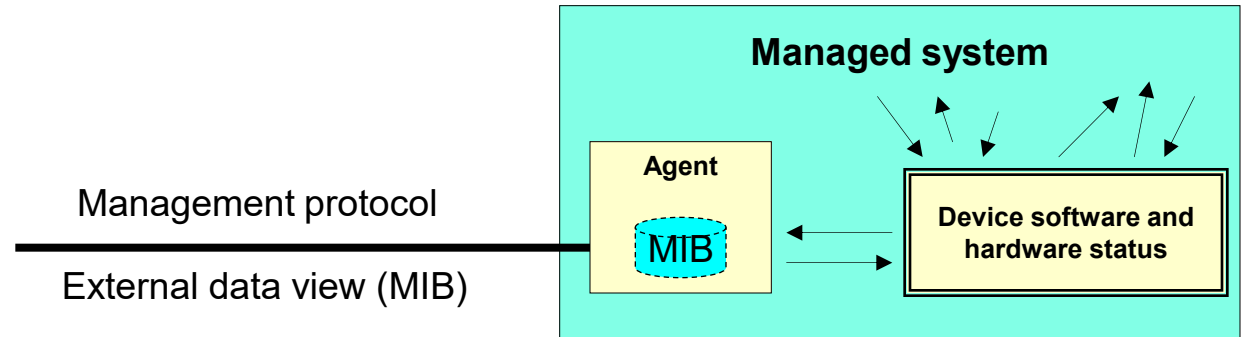 Managed system
Agent
MIB
Device software and
hardware status
Management protocol
External data view (MIB)